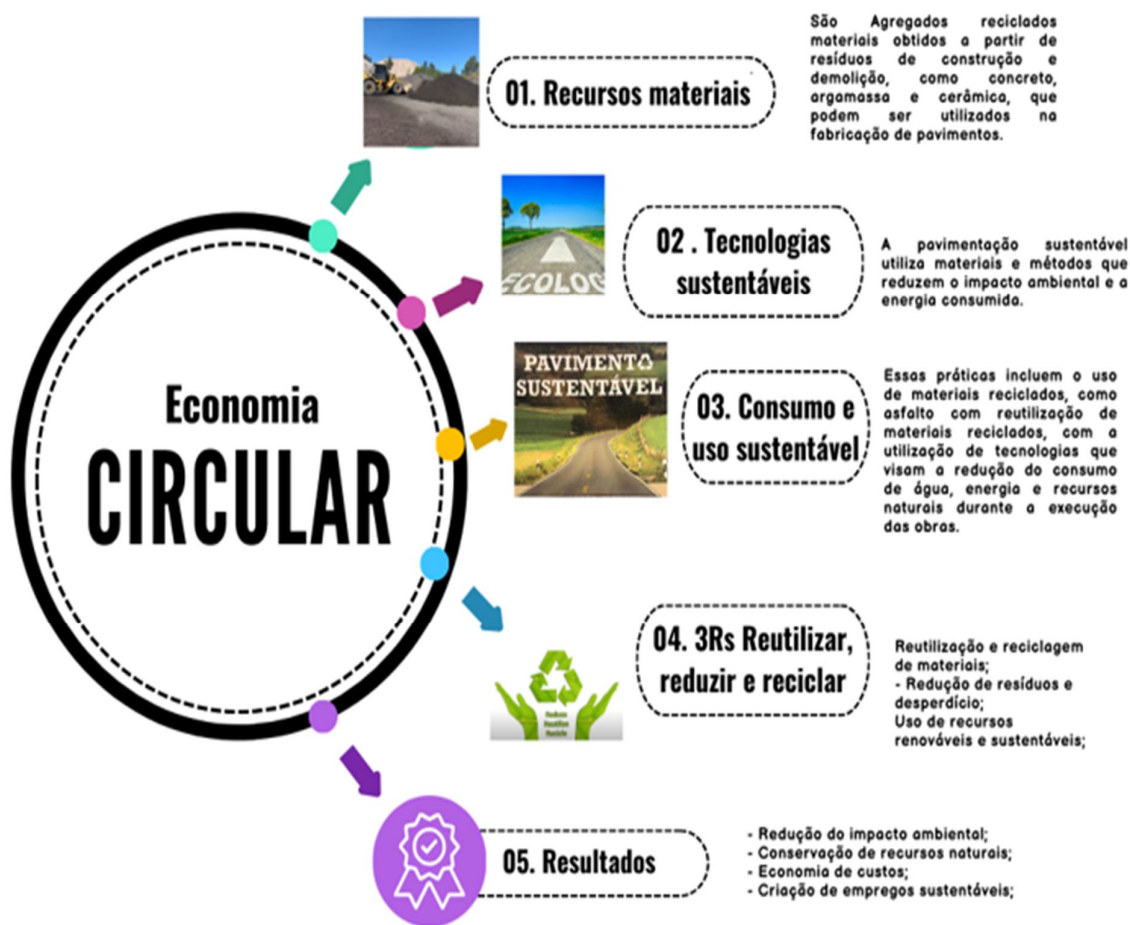 Economia
CIRCULAR
01. Recursos materiais
São Agregados reciclados
materiais obtidos a partir de
resíduos de construção e
demolição, como concreto,
argamassa e cerâmica, que
podem ser utilizados na
fabricação de pavimentos.
ECOLOG
02 . Tecnologias
sustentáveis
A pavimentação sustentável
utiliza materiais e métodos que
reduzem o impacto ambiental e a
energia consumida.
PAVIMENTO
SUSTENTÁVEL
03. Consumo e
uso sustentável
Essas práticas incluem o uso
de materiais reciclados, como
asfalto com reutilização de
materiais reciclados, com a
utilização de tecnologias que
visam a redução do consumo
de água, energia e recursos
naturais durante a execução
das obras.
Reduza
Reutilize
Recicle
04. 3Rs Reutilizar,
reduzir e reciclar
Reutilização e reciclagem
de materiais;
- Redução de resíduos e
desperdício;
Uso de recursos
renováveis e sustentáveis;
05. Resultados
- Redução do impacto ambiental;
- Conservação de recursos naturais;
- Economia de custos;
- Criação de empregos sustentáveis;